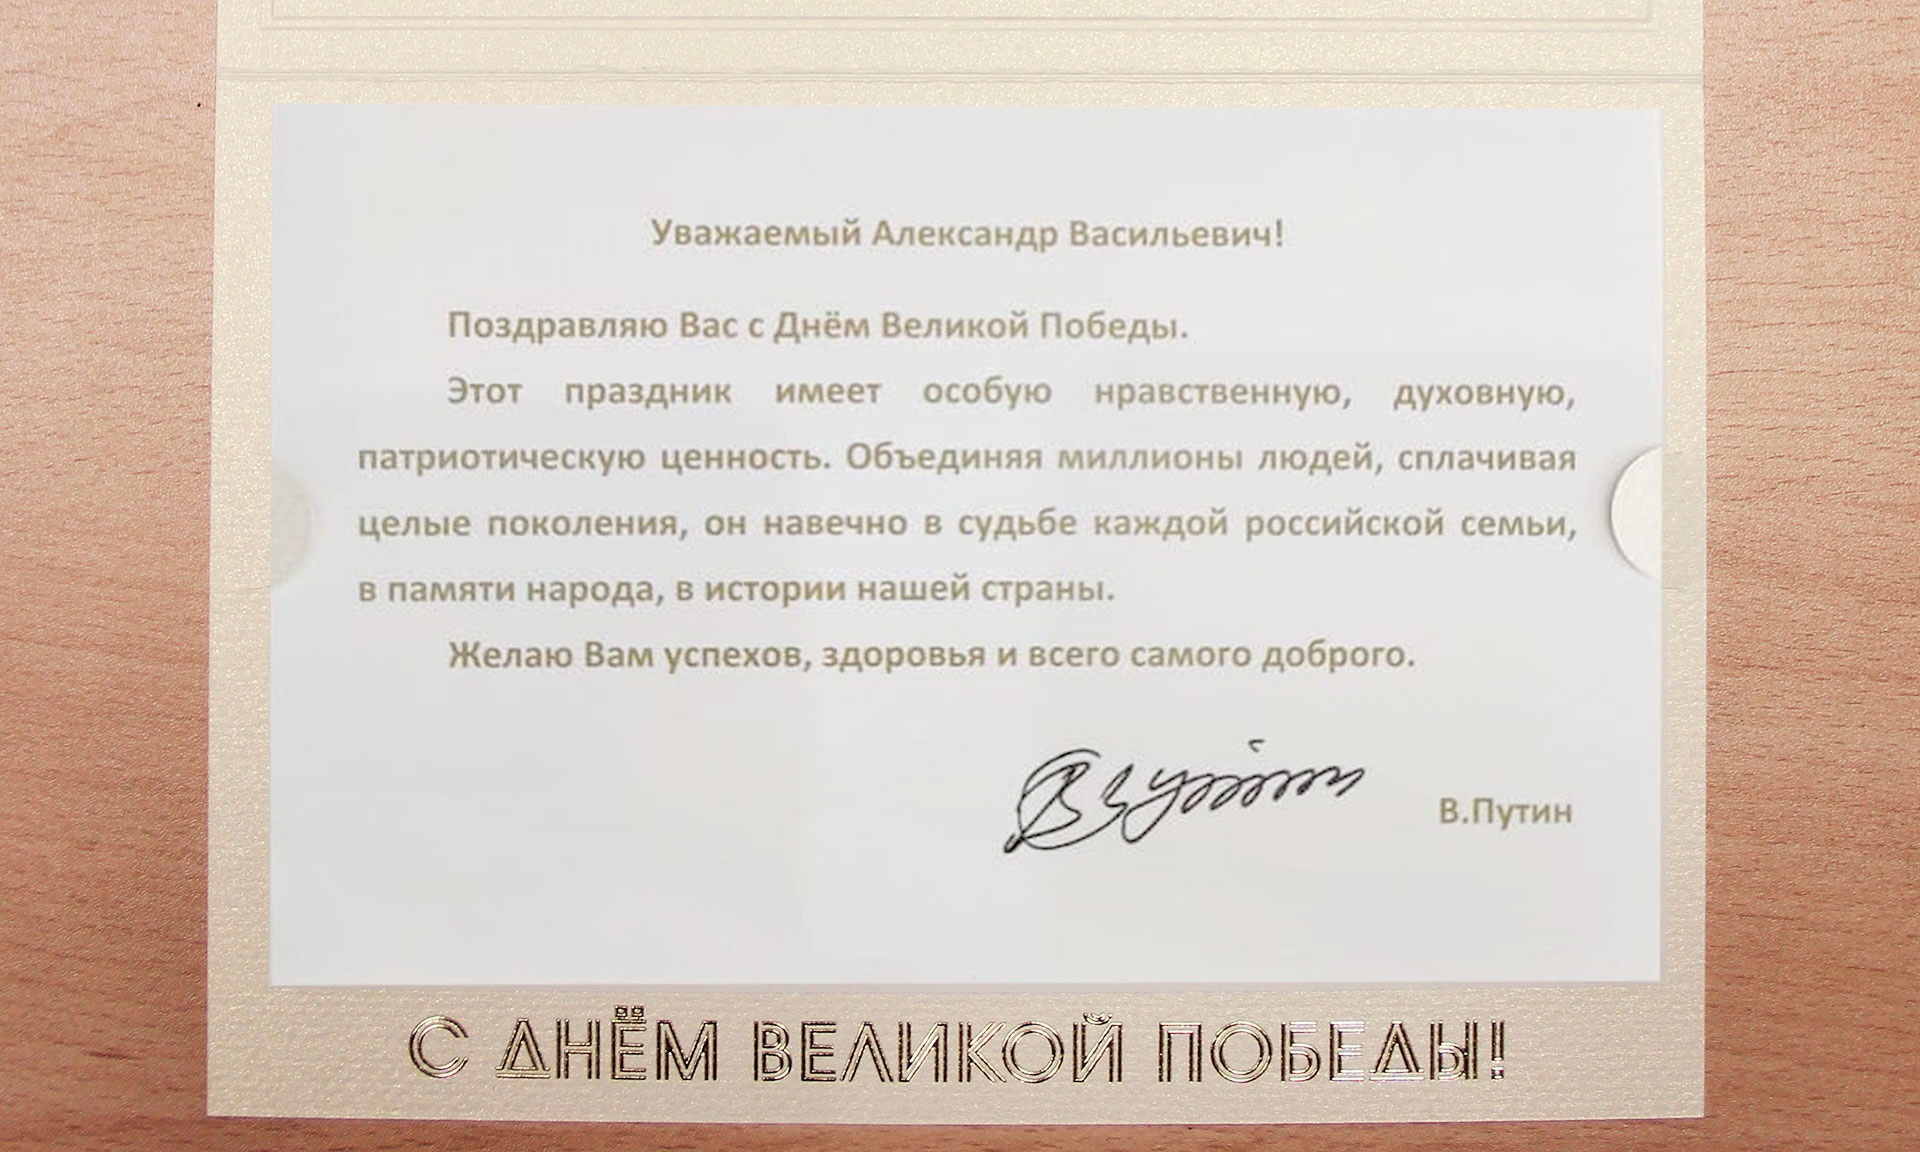 Уважаемый Александр Васильевич!
Поздравляю Вас с Днём Великой Победы.
Этот праздник имеет особую нравственную, духовную,
патриотическую ценность. Объединяя миллионы людей, сплачивая
целые поколения, он навечно в судьбе каждой российской семьи,
в памяти народа, в истории нашей страны.
Желаю Вам успехов, здоровья и всего самого доброго.
В.Путин
С ДНЁМ ВЕЛИКОЙ ПОБЕДЫ!